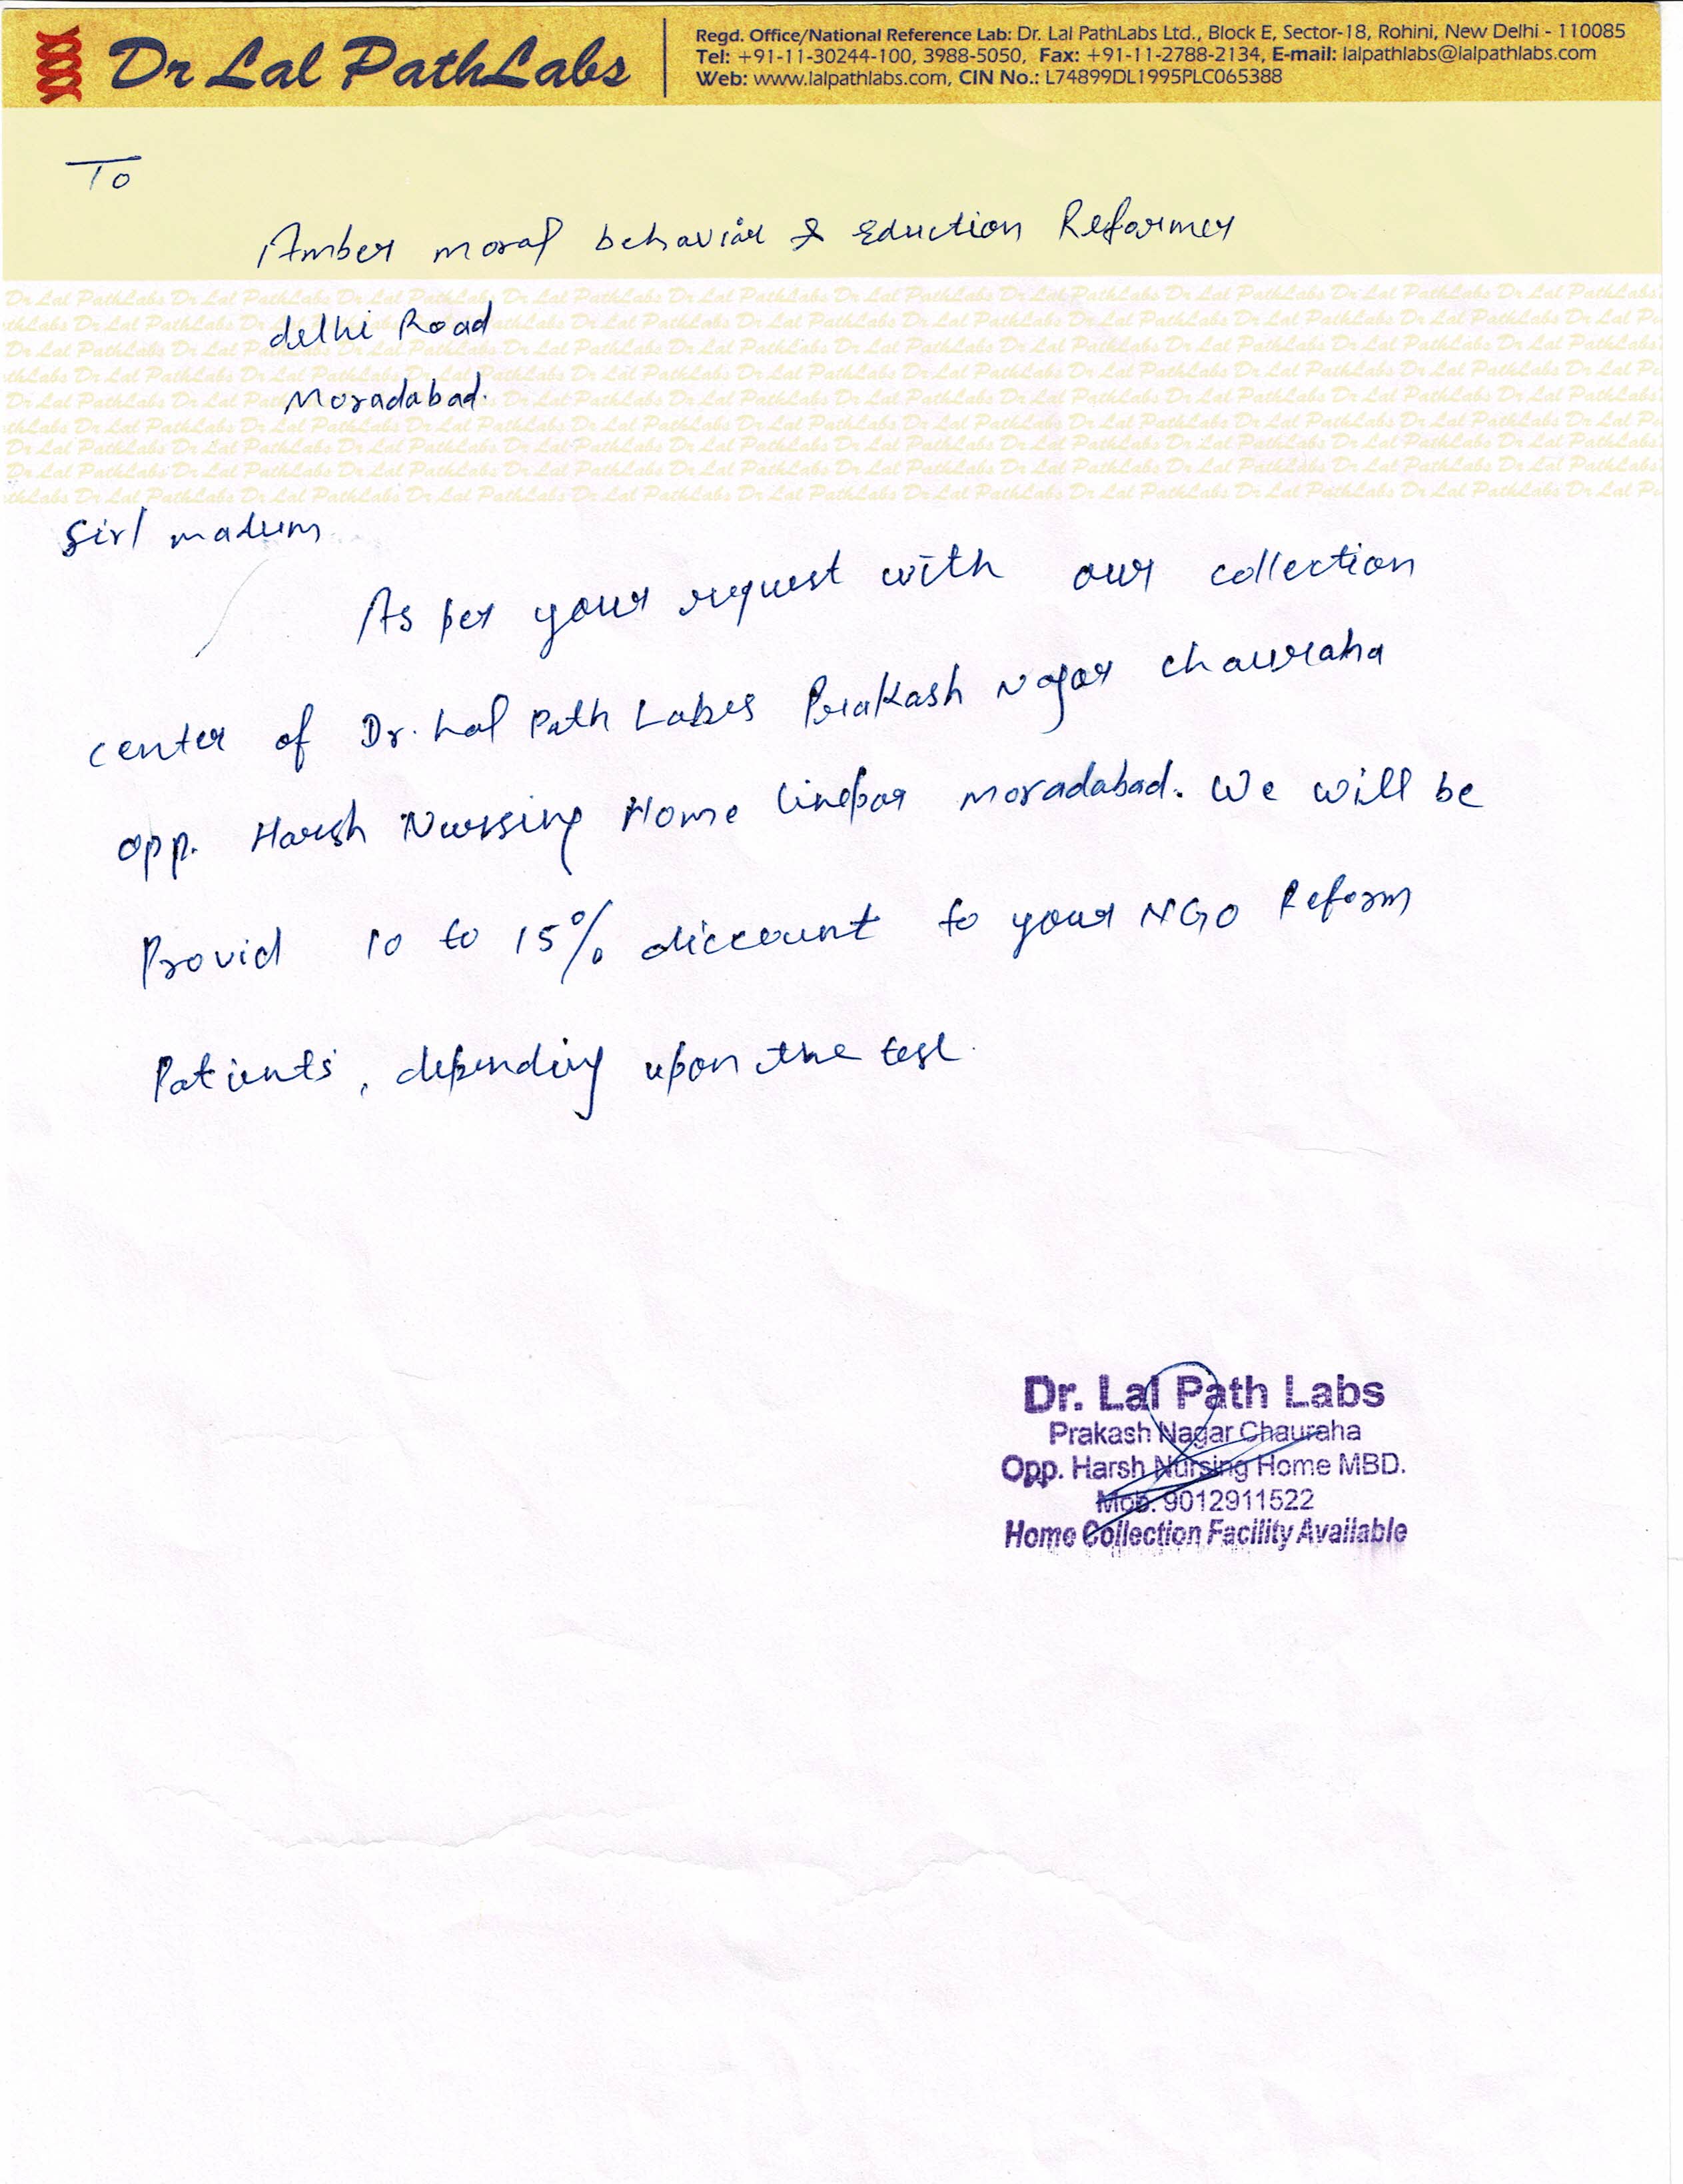 Dr Lal PathLabs
Regd. Office/National Reference Lab: Dr. Lal PathLabs Ltd., Block E, Sector-18, Rohini, New Delhi - 110085
Tel: +91-11-30244-100, 3988-5050, Fax: +91-11-2788-2134, E-mail: lalpathlabs@lalpathlabs.com
Web: www.lalpathlabs.com, CIN No.: L74899DL1995PLC065388
To
Amber moral behaviar & Eduction Reformer
delhi Road
Moradabad.
Sir/ madum
As per your request with our collection
center of Dr. Lal Path Labes Prakash Nagar chauraha
opp. Harsh Nursing Home linepar moradabad. We will be
Provid 10 to 15% diccount to your NGO Reform
Patients, depending upon the test.
Dr. Lal Path Labs
Prakash Nagar Chauraha
Opp. Harsh Nursing Home MBD.
Mob. 9012911522
Home Collection Facility Available